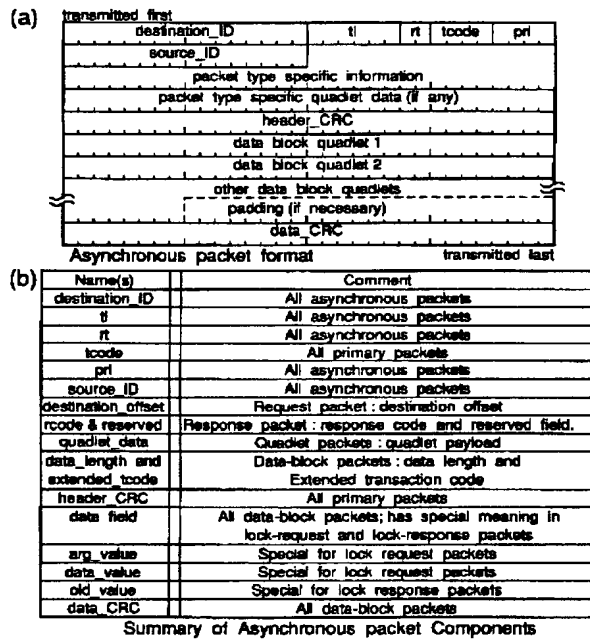 (a) transmitted first
destination_ID tl rt tcode pri
source_ID
packet type specific information
packet type specific quadlet data (if any)
header_CRC
data block quadlet 1
data block quadlet 2
other data block quadlets
padding (if necessary)
data_CRC
Asynchronous packet format transmitted last
(b) Name(s) Comment
destination_ID All asynchronous packets
tl All asynchronous packets
rt All asynchronous packets
tcode All primary packets
pri All asynchronous packets
source_ID All asynchronous packets
destination_offset Request packet : destination offset
rcode & reserved Response packet : response code and reserved field.
quadlet_data Quadlet packets : quadlet payload
data_length and Data-block packets : data length and
extended_tcode Extended transaction code
header_CRC All primary packets
data field All data-block packets; has special meaning in
lock-request and lock-response packets
arg_value Special for lock request packets
data_value Special for lock request packets
old_value Special for lock response packets
data_CRC All data-block packets
Summary of Asynchronous packet Components